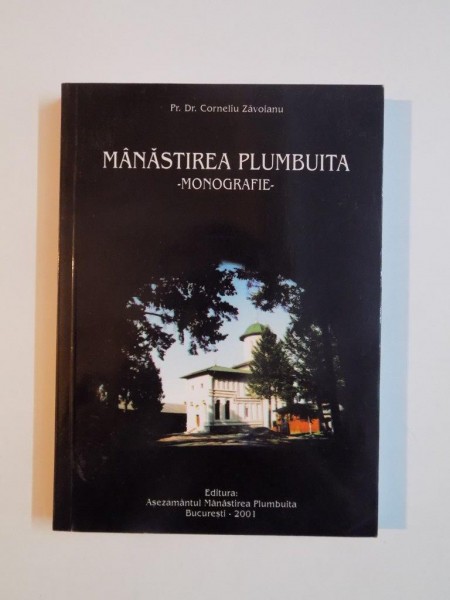 Pr. Dr. Corneliu Zăvoianu
MÂNĂSTIREA PLUMBUITA
-MONOGRAFIE-
Editura:
Așezământul Mânăstirea Plumbuita
București - 2001